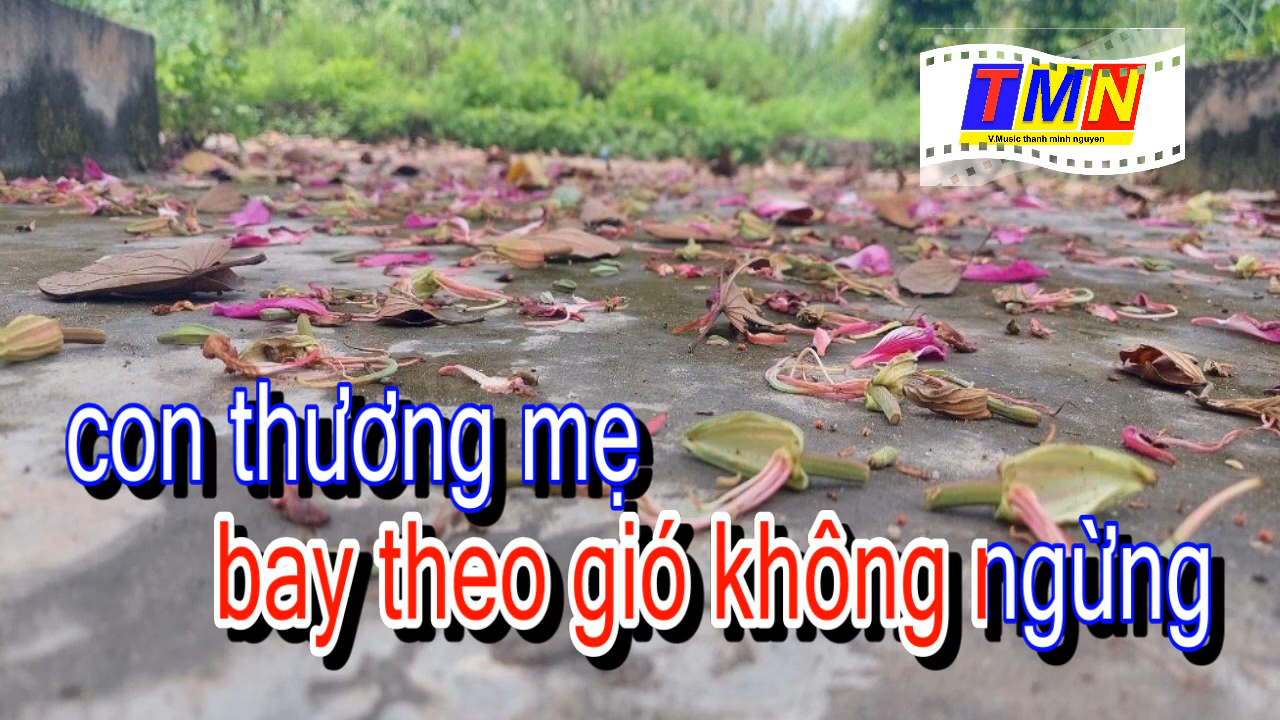 TMN
V.Music thanh minh nguyen
con thương mẹ
bay theo gió không ngừng